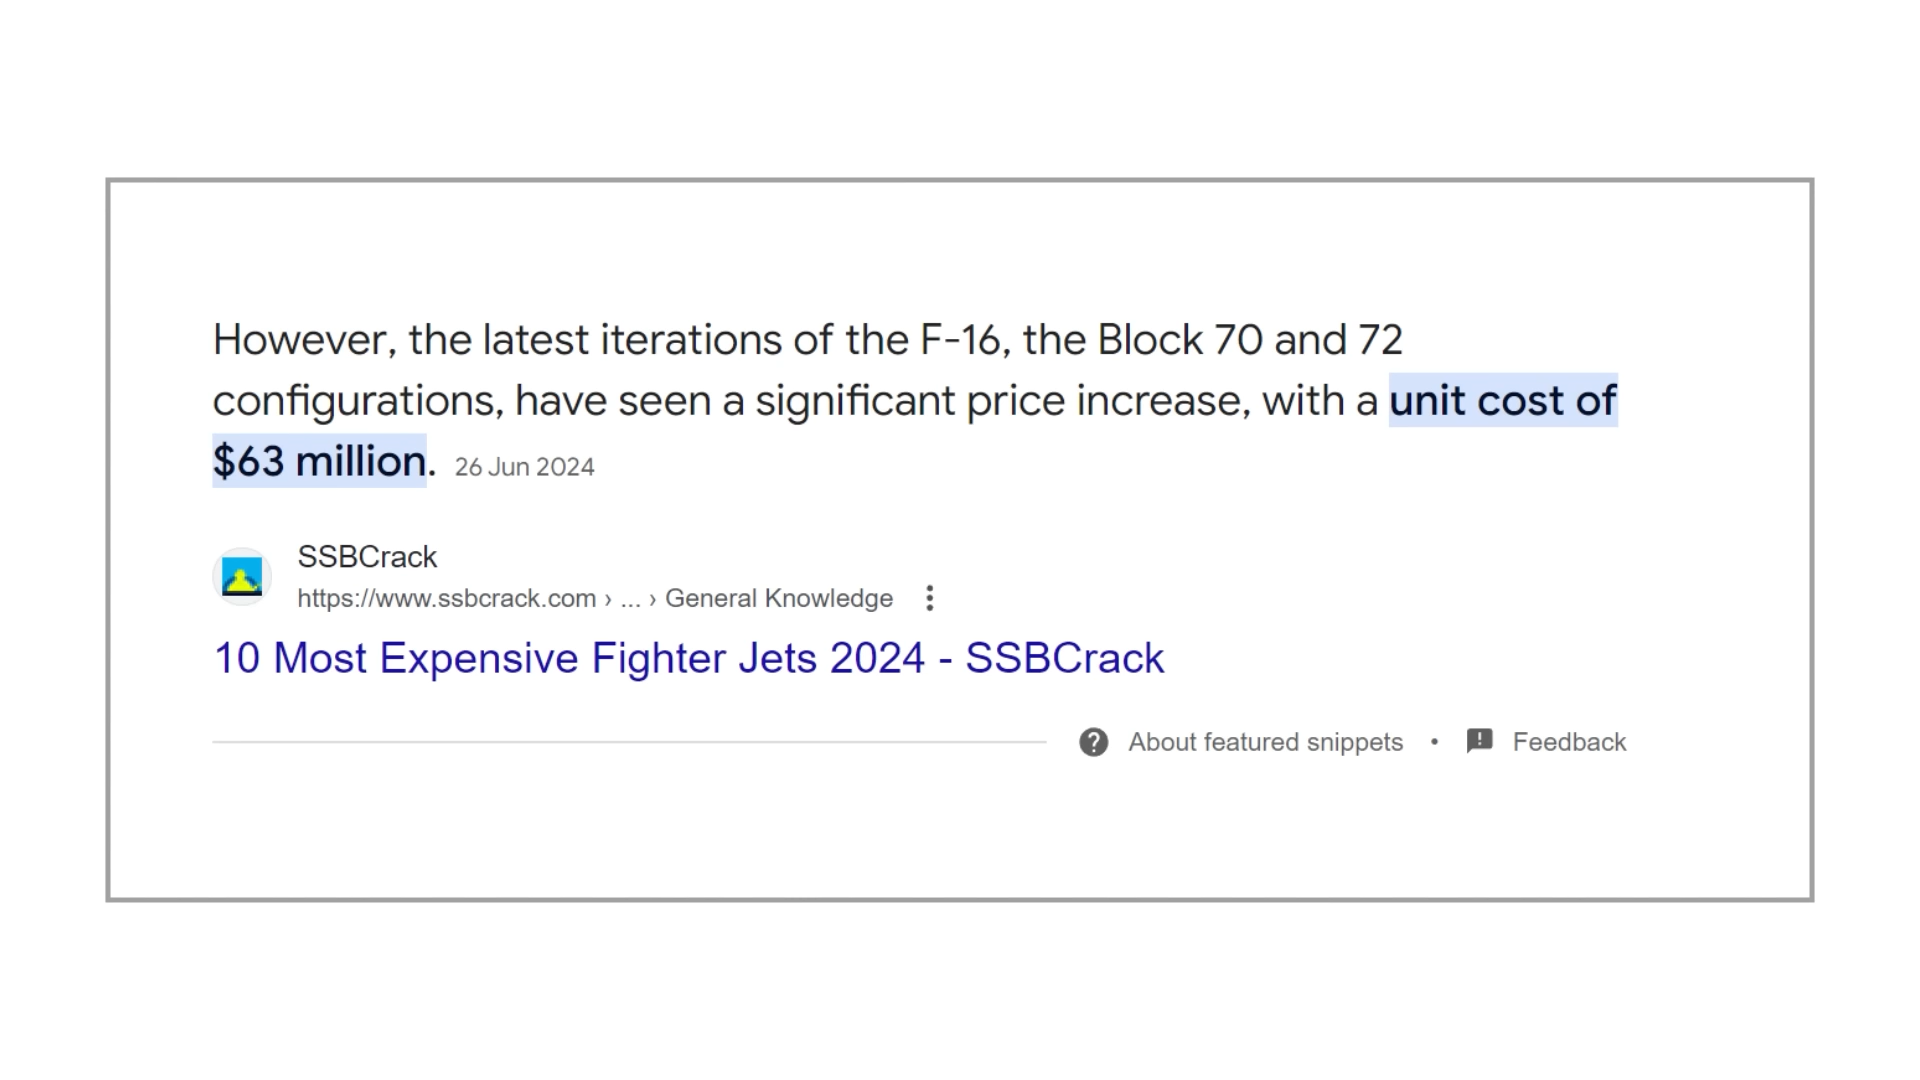 However, the latest iterations of the F-16, the Block 70 and 72
configurations, have seen a significant price increase, with a unit cost of
$63 million. 26 Jun 2024
SSBCrack
https://www.ssbcrack.com › ... › General Knowledge
10 Most Expensive Fighter Jets 2024 - SSBCrack
About featured snippets • Feedback